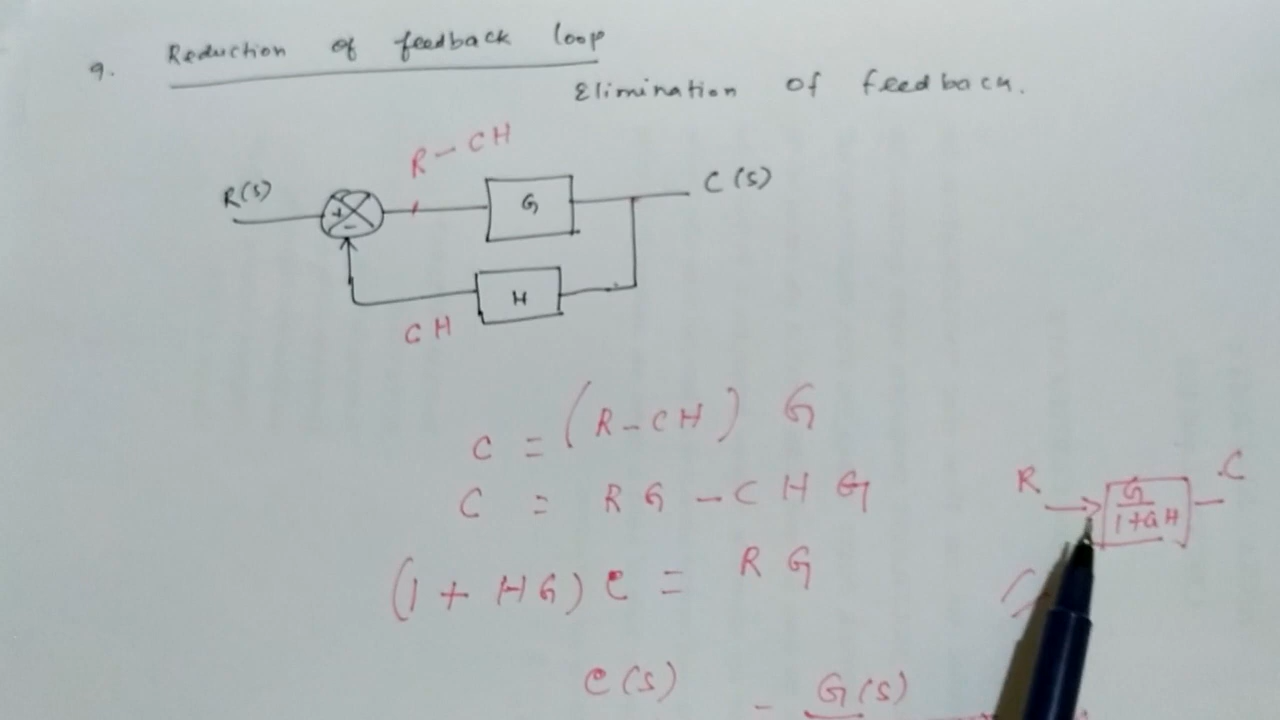 9. Reduction of feedback loop
Elimination of feedback.
R - CH
R(s)
+
-
G
C(s)
H
CH
C = (R - CH) G
C = RG - CHG
R
G
1+GH
C
(1 + HG) C = RG
C(s)
= G(s)